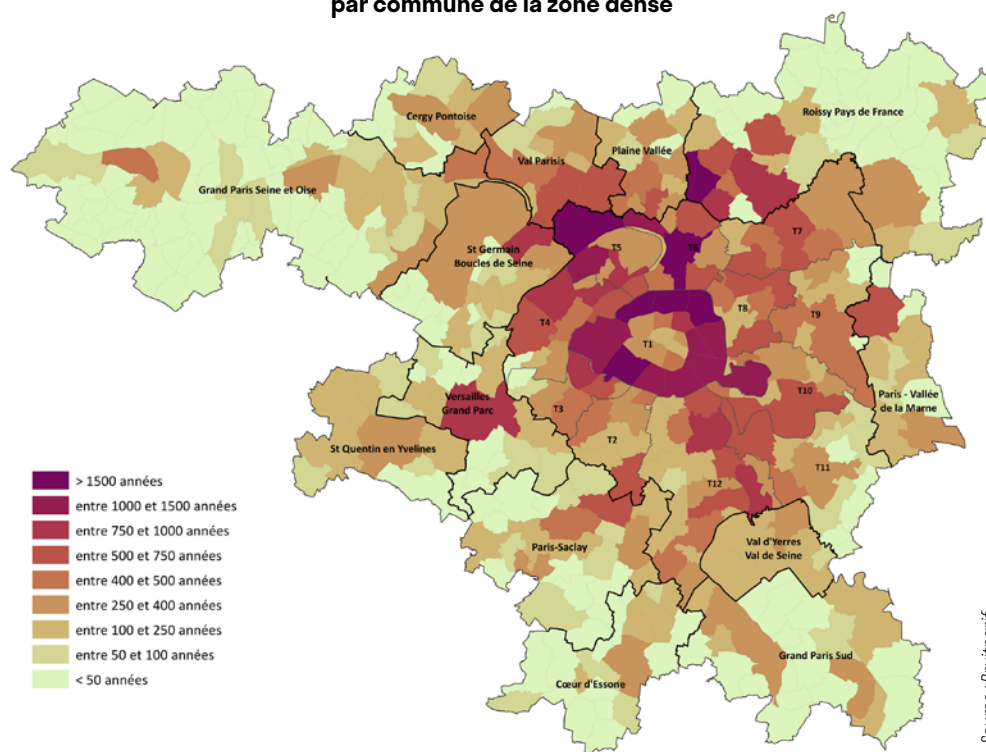 par commune de la zone dense
Roissy Pays de France
Cergy Pontoise
Plaine Vallée
Val Parisis
Grand Paris Seine et Oise
T7
T5
T6
St Germain
Boucles de Seine
T8
T9
T4
T1
T10
Paris - Vallée
de la Marne
Versailles
Grand Parc
T3
T2
St Quentin en Yvelines
T11
T12
> 1500 années
entre 1000 et 1500 années
entre 750 et 1000 années
entre 500 et 750 années
entre 400 et 500 années
entre 250 et 400 années
entre 100 et 250 années
entre 50 et 100 années
< 50 années
Paris-Saclay
Val d'Yerres
Val de Seine
Grand Paris Sud
Cœur d'Essone
Source : Bruitparif